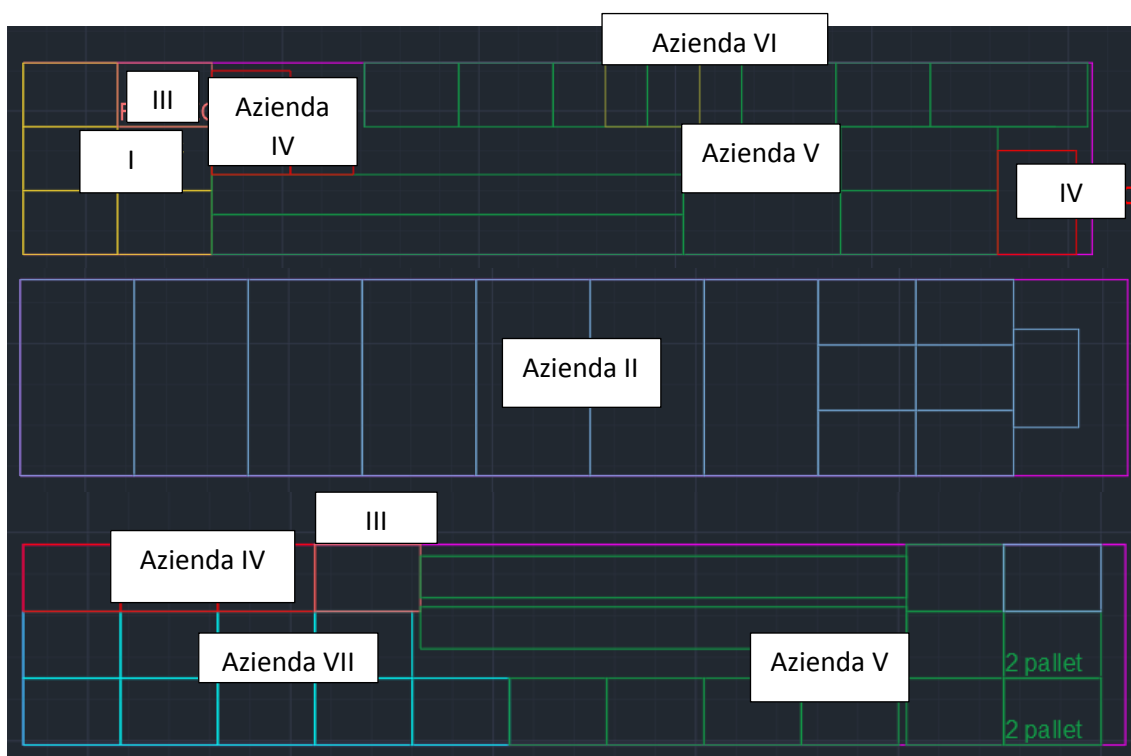 Azienda VI
III
Azienda
IV
Azienda V
I
IV
Azienda II
III
Azienda IV
Azienda VII
Azienda V
2 pallet
2 pallet